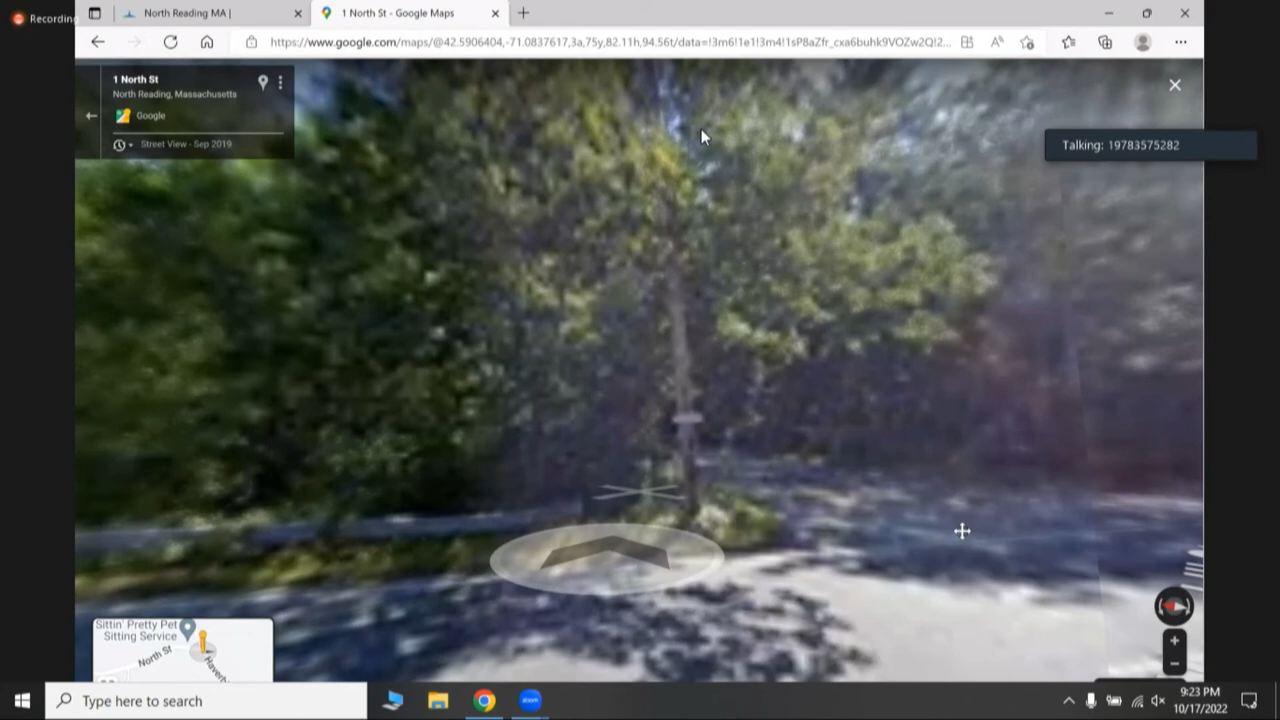 Recording
North Reading MA |
1 North St - Google Maps
https://www.google.com/maps/@42.5906404,-71.0837617,3a,75y,82.11h,94.56t/data=!3m6!1e1!3m4!1sP8aZfr_cxa6buhk9VOZw2Q!2...
1 North St
North Reading, Massachusetts
Google
Street View - Sep 2019
Talking: 19783575282
Sittin' Pretty Pet
Sitting Service
North St
Haverh
Type here to search
zoom
9:23 PM
10/17/2022